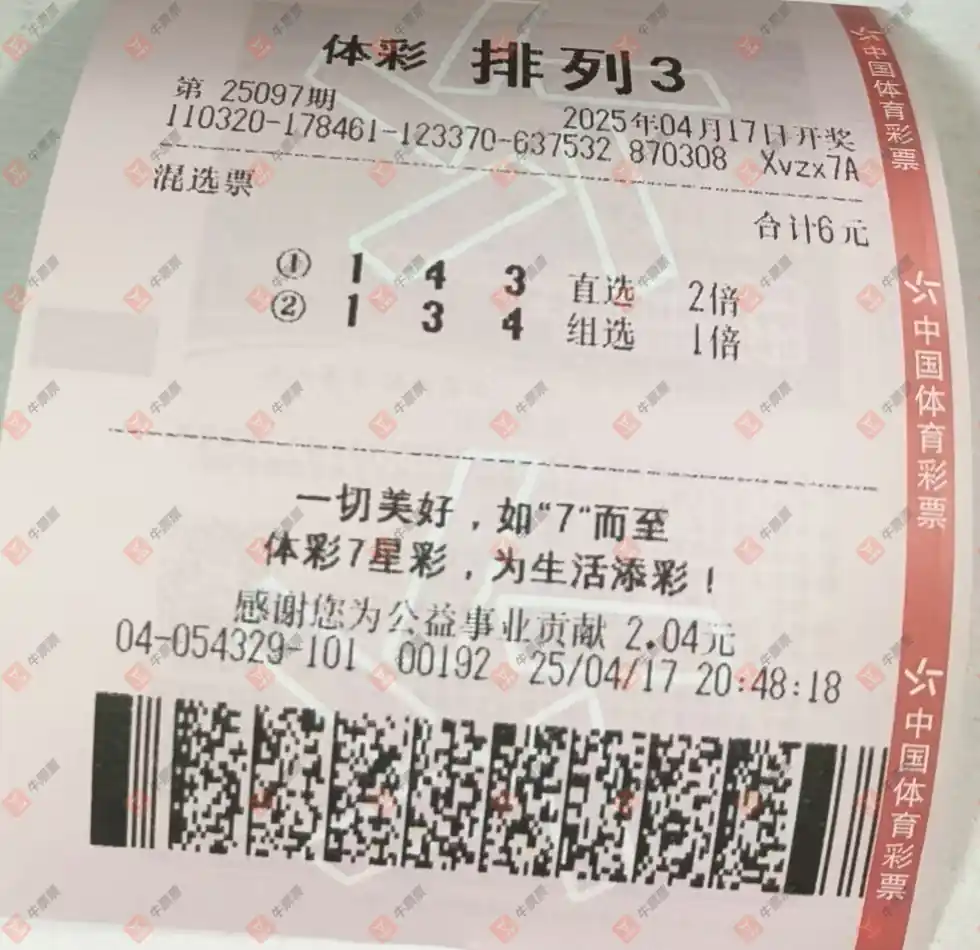 体彩 排列3
第 25097期 2025年04月17日开奖
110320-178461-123370-637532 870308 Xvzx7A
混选票
合计6元
① 1 4 3 直选 2倍
② 1 3 4 组选 1倍
一切美好，如“7”而至
体彩7星彩，为生活添彩！
感谢您为公益事业贡献 2.04元
04-054329-101 00192 25/04/17 20:48:18
中国体育彩票
中国体育彩票
中国体育彩票
牛票票